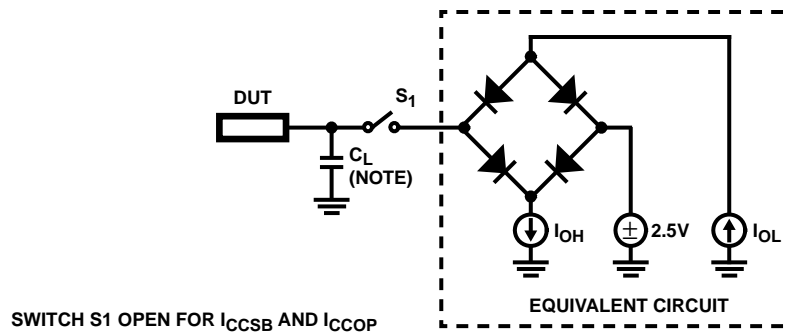 DUT
S1
CL
(NOTE)
IOH
± 2.5V
IOL
EQUIVALENT CIRCUIT
SWITCH S1 OPEN FOR ICCSB AND ICCOP